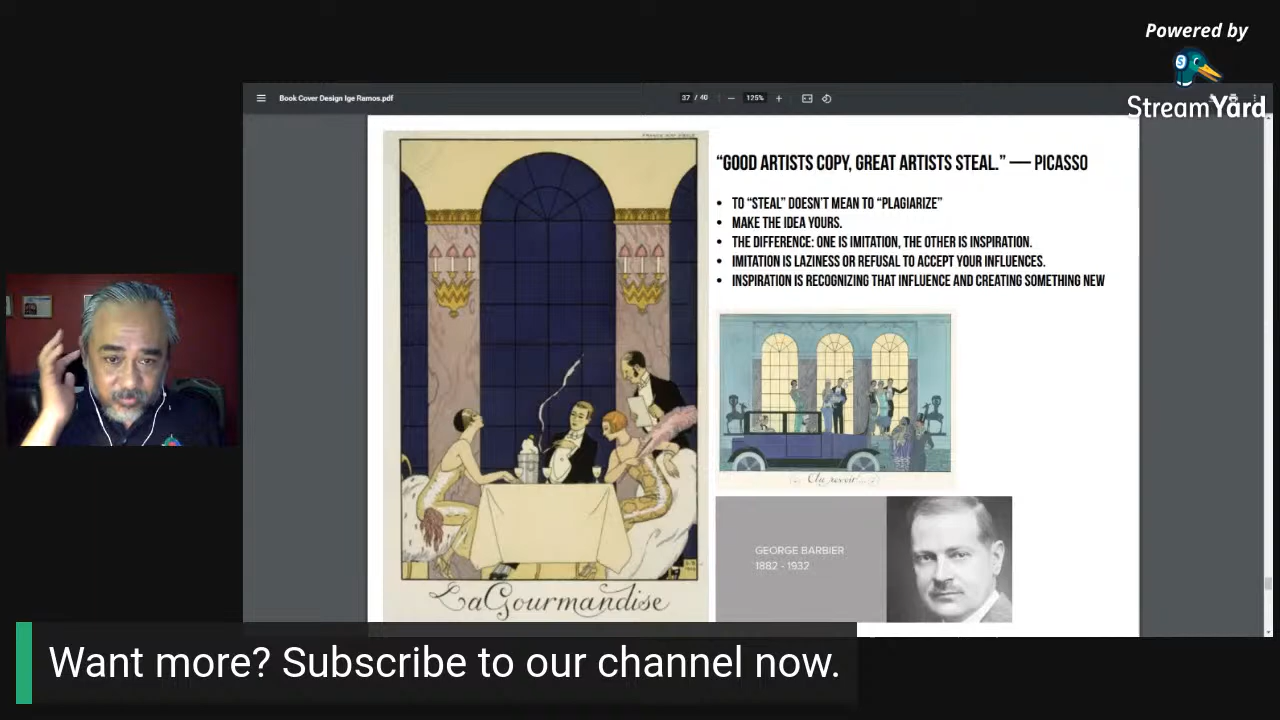 Powered by
StreamYard
Book Cover Design Ige Ramos.pdf
37 / 40
125%
“GOOD ARTISTS COPY, GREAT ARTISTS STEAL.” — PICASSO
• TO “STEAL” DOESN’T MEAN TO “PLAGIARIZE”
• MAKE THE IDEA YOURS.
• THE DIFFERENCE: ONE IS IMITATION, THE OTHER IS INSPIRATION.
• IMITATION IS LAZINESS OR REFUSAL TO ACCEPT YOUR INFLUENCES.
• INSPIRATION IS RECOGNIZING THAT INFLUENCE AND CREATING SOMETHING NEW
La Gourmandise
GEORGE BARBIER
1882 - 1932
Want more? Subscribe to our channel now.